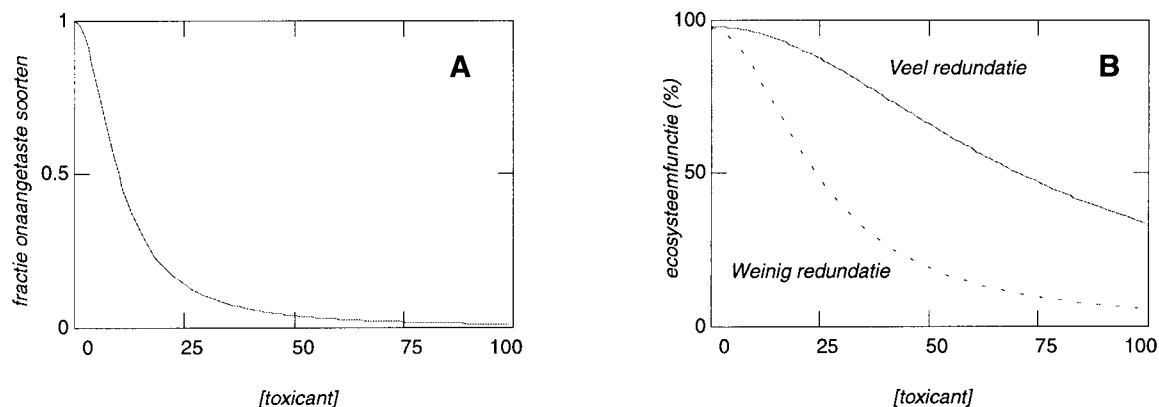 A
fractie onaangetaste soorten
1
0.5
0
0
25
50
75
100
[toxicant]
B
ecosysteemfunctie (%)
100
50
0
Veel redundatie
Weinig redundatie
0
25
50
75
100
[toxicant]